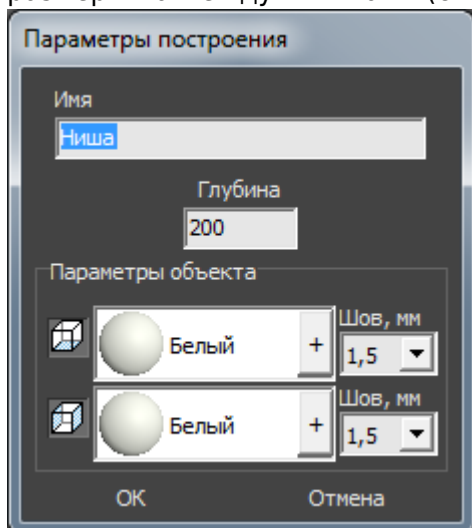 Параметры построения
Имя
Ниша
Глубина
200
Параметры объекта
Шов, мм
Белый + 1,5
Шов, мм
Белый + 1,5
ОК Отмена